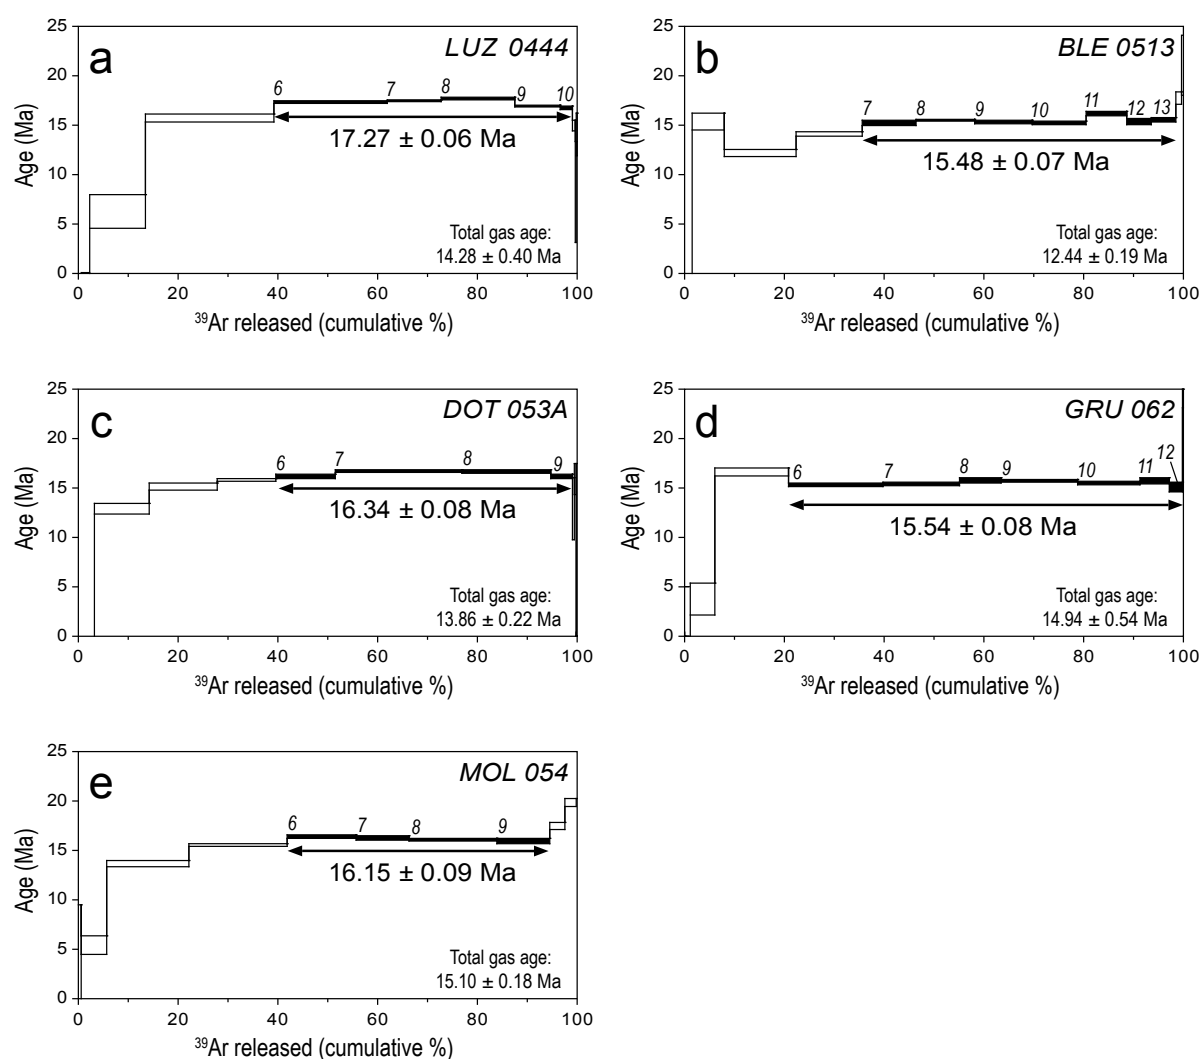 a
LUZ 0444
25
20
15
10
5
0
Age (Ma)
6
7
8
9
10
17.27 ± 0.06 Ma
Total gas age:
14.28 ± 0.40 Ma
0 20 40 60 80 100
³⁹Ar released (cumulative %)
b
BLE 0513
25
20
15
10
5
0
Age (Ma)
7
8
9
10
11
12
13
15.48 ± 0.07 Ma
Total gas age:
12.44 ± 0.19 Ma
0 20 40 60 80 100
³⁹Ar released (cumulative %)
c
DOT 053A
25
20
15
10
5
0
Age (Ma)
6
7
8
9
16.34 ± 0.08 Ma
Total gas age:
13.86 ± 0.22 Ma
0 20 40 60 80 100
³⁹Ar released (cumulative %)
d
GRU 062
25
20
15
10
5
0
Age (Ma)
6
7
8
9
10
11
12
15.54 ± 0.08 Ma
Total gas age:
14.94 ± 0.54 Ma
0 20 40 60 80 100
³⁹Ar released (cumulative %)
e
MOL 054
25
20
15
10
5
0
Age (Ma)
6
7
8
9
16.15 ± 0.09 Ma
Total gas age:
15.10 ± 0.18 Ma
0 20 40 60 80 100
³⁹Ar released (cumulative %)